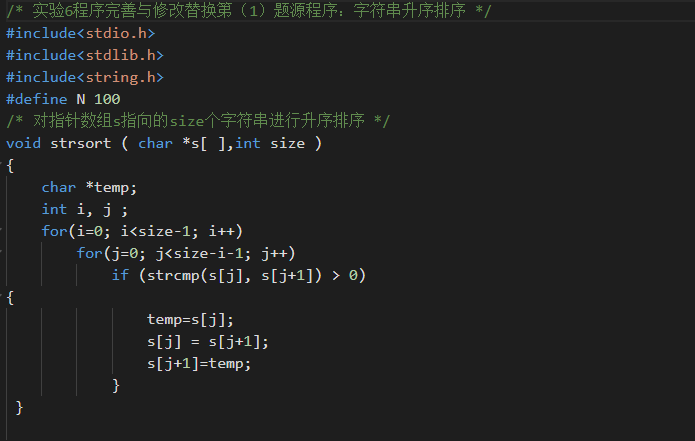 /* 实验6程序完善与修改替换第（1）题源程序：字符串升序排序 */
#include<stdio.h>
#include<stdlib.h>
#include<string.h>
#define N 100
/* 对指针数组s指向的size个字符串进行升序排序 */
void strsort ( char *s[ ],int size )
{
    char *temp;
    int i, j ;
    for(i=0; i<size-1; i++)
        for(j=0; j<size-i-1; j++)
            if (strcmp(s[j], s[j+1]) > 0)
{
                temp=s[j];
                s[j] = s[j+1];
                s[j+1]=temp;
            }
 }